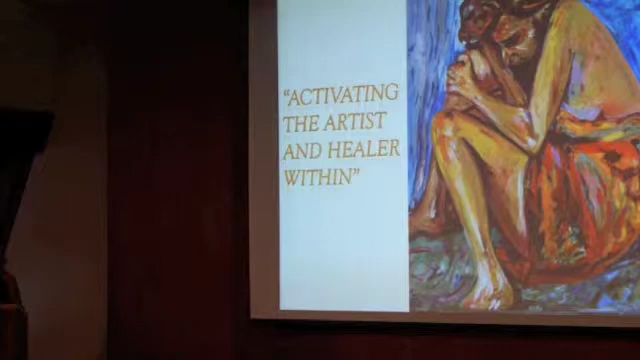 “ACTIVATING
THE ARTIST
AND HEALER
WITHIN”